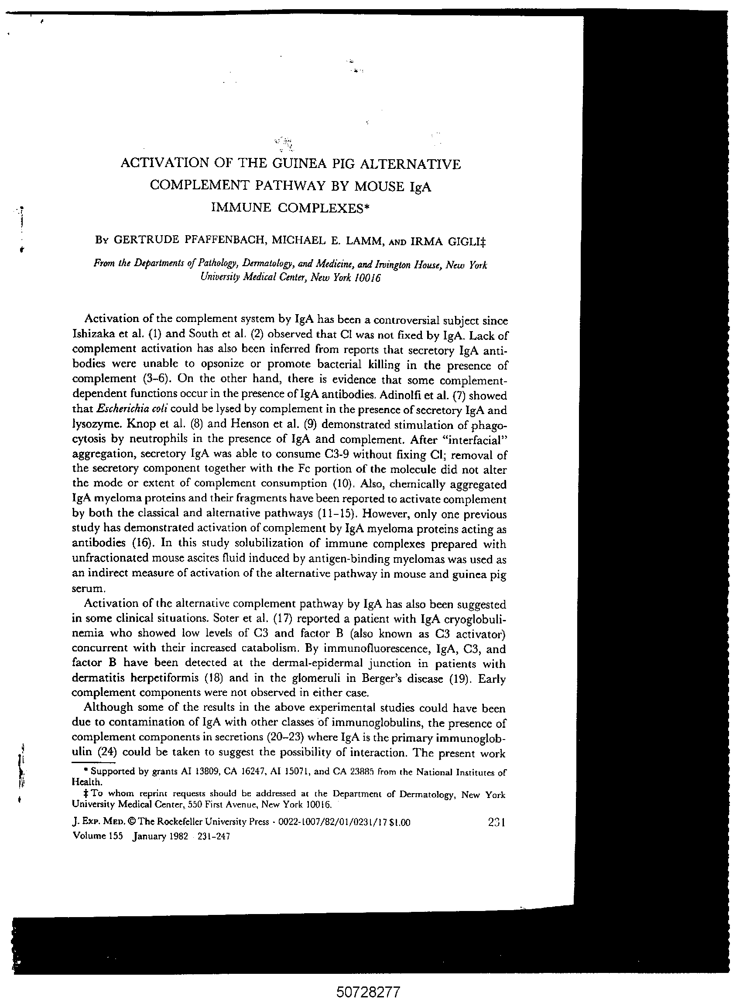 ACTIVATION OF THE GUINEA PIG ALTERNATIVE
COMPLEMENT PATHWAY BY MOUSE IgA
IMMUNE COMPLEXES*
By GERTRUDE PFAFFENBACH, MICHAEL E. LAMM, AND IRMA GIGLI‡
From the Departments of Pathology, Dermatology, and Medicine, and Irvington House, New York
University Medical Center, New York 10016
Activation of the complement system by IgA has been a controversial subject since
Ishizaka et al. (1) and South et al. (2) observed that Cl was not fixed by IgA. Lack of
complement activation has also been inferred from reports that secretory IgA anti-
bodies were unable to opsonize or promote bacterial killing in the presence of
complement (3-6). On the other hand, there is evidence that some complement-
dependent functions occur in the presence of IgA antibodies. Adinolfi et al. (7) showed
that Escherichia coli could be lysed by complement in the presence of secretory IgA and
lysozyme. Knop et al. (8) and Henson et al. (9) demonstrated stimulation of phago-
cytosis by neutrophils in the presence of IgA and complement. After "interfacial"
aggregation, secretory IgA was able to consume C3-9 without fixing Cl; removal of
the secretory component together with the Fc portion of the molecule did not alter
the mode or extent of complement consumption (10). Also, chemically aggregated
IgA myeloma proteins and their fragments have been reported to activate complement
by both the classical and alternative pathways (11-15). However, only one previous
study has demonstrated activation of complement by IgA myeloma proteins acting as
antibodies (16). In this study solubilization of immune complexes prepared with
unfractionated mouse ascites fluid induced by antigen-binding myelomas was used as
an indirect measure of activation of the alternative pathway in mouse and guinea pig
serum.
Activation of the alternative complement pathway by IgA has also been suggested
in some clinical situations. Soter et al. (17) reported a patient with IgA cryoglobuli-
nemia who showed low levels of C3 and factor B (also known as C3 activator)
concurrent with their increased catabolism. By immunofluorescence, IgA, C3, and
factor B have been detected at the dermal-epidermal junction in patients with
dermatitis herpetiformis (18) and in the glomeruli in Berger's disease (19). Early
complement components were not observed in either case.
Although some of the results in the above experimental studies could have been
due to contamination of IgA with other classes of immunoglobulins, the presence of
complement components in secretions (20-23) where IgA is the primary immunoglob-
ulin (24) could be taken to suggest the possibility of interaction. The present work
* Supported by grants AI 13809, CA 16247, AI 15071, and CA 23885 from the National Institutes of
Health.
‡ To whom reprint requests should be addressed at the Department of Dermatology, New York
University Medical Center, 550 First Avenue, New York 10016.
J. EXP. MED. © The Rockefeller University Press · 0022-1007/82/01/0231/17 $1.00 231
Volume 155 January 1982 231-247
50728277